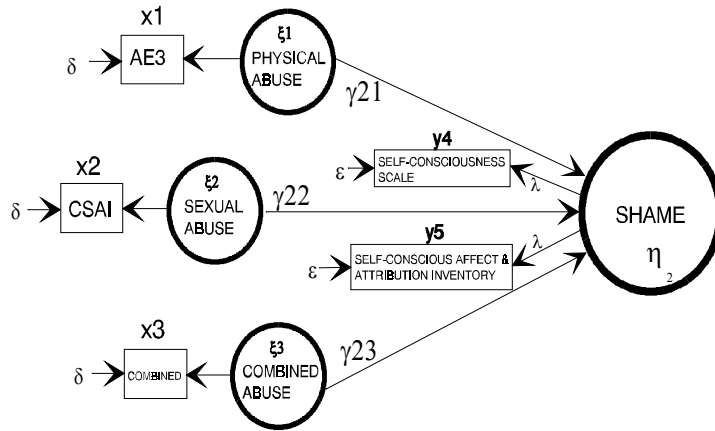 x1
ξ1
δ
AE3
PHYSICAL
ABUSE
γ21
y4
x2
ε
SELF-CONSCIOUSNESS
SCALE
λ
ξ2
δ
CSAI
SEXUAL
ABUSE
γ22
SHAME
η2
y5
λ
ε
SELF-CONSCIOUS AFFECT &
ATTRIBUTION INVENTORY
x3
ξ3
γ23
δ
COMBINED
COMBINED
ABUSE